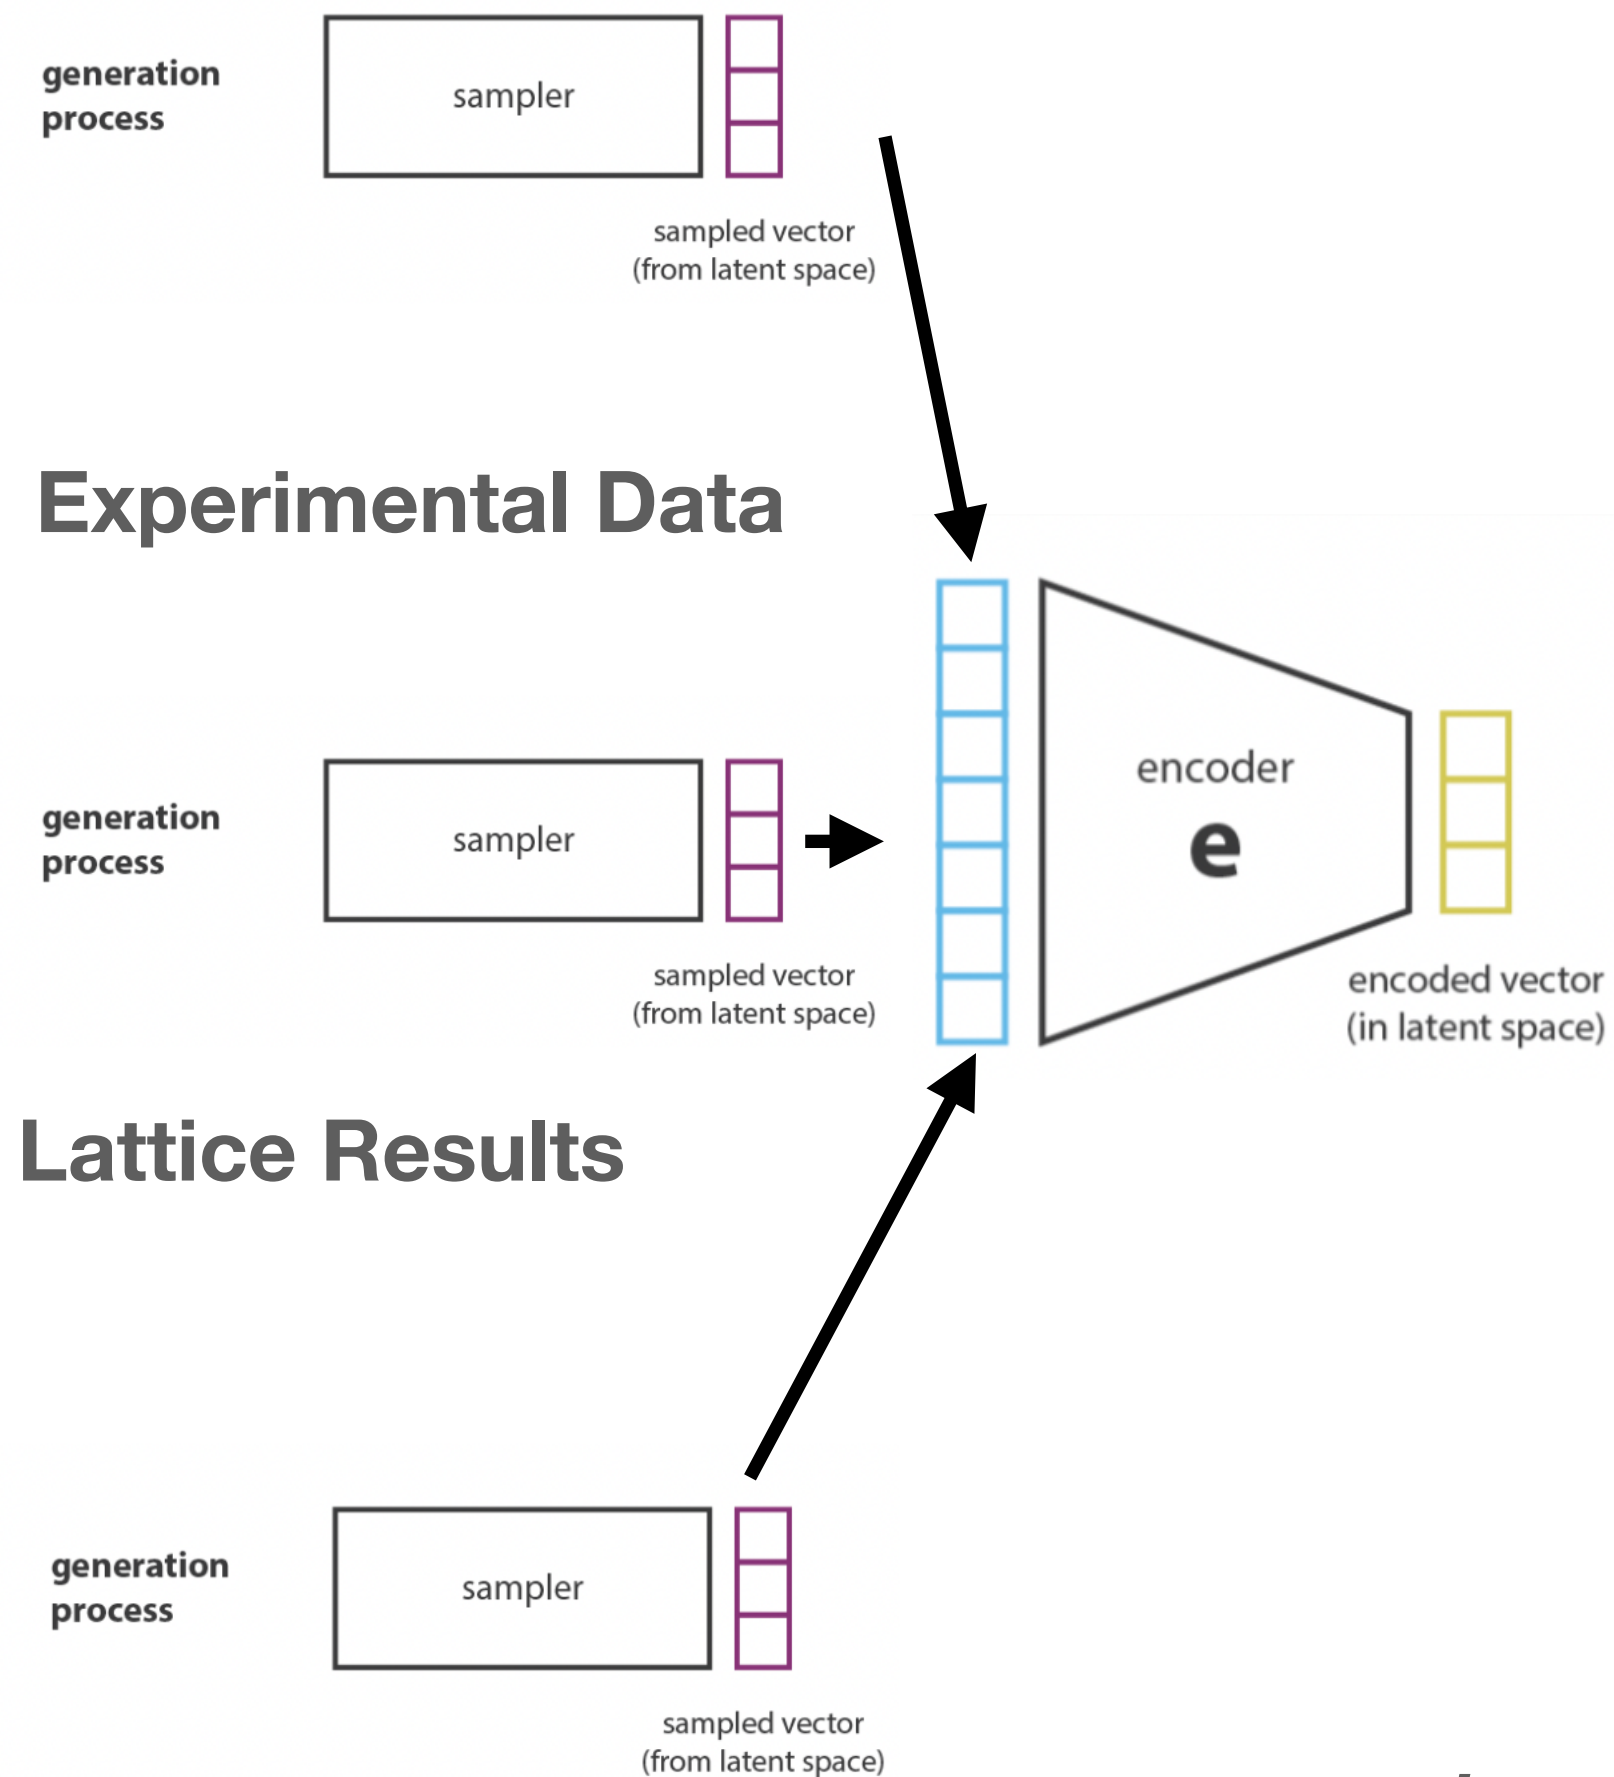 generation
process
sampler
sampled vector
(from latent space)
Experimental Data
generation
process
sampler
sampled vector
(from latent space)
encoder
e
encoded vector
(in latent space)
Lattice Results
generation
process
sampler
sampled vector
(from latent space)